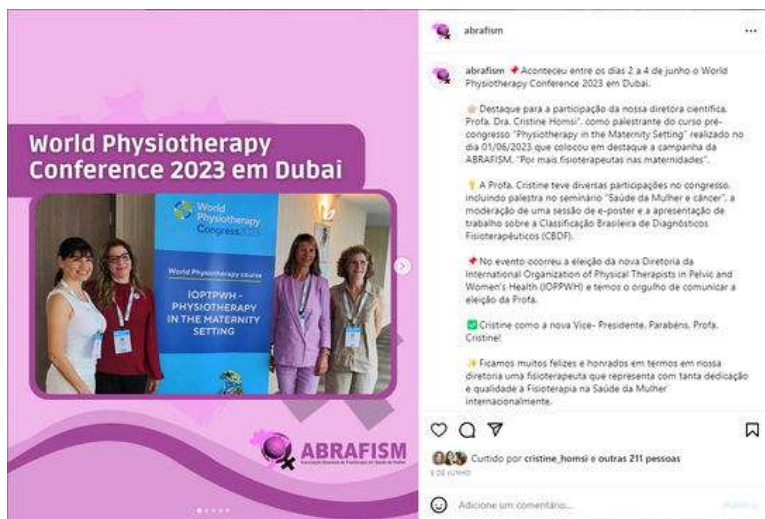 World Physiotherapy
Conference 2023 em Dubai
World
Physiotherapy
Congress2023
World Physiotherapy course
IOPTPWH -
PHYSIOTHERAPY
IN THE MATERNITY
SETTING
ABRAFISM
abrafism
abrafism 📌Aconteceu entre os dias 2 a 4 de junho o World
Physiotherapy Conference 2023 em Dubai.
👉🏻 Destaque para a participação da nossa diretora científica,
Profa. Dra. Cristine Homsi", como palestrante do curso pré-
congresso "Physiotherapy in the Maternity Setting" realizado no
dia 01/06/2023 que colocou em destaque a campanha da
ABRAFISM, "Por mais fisioterapeutas nas maternidades".
A Profa. Cristine teve diversas participações no congresso,
incluindo palestra no seminário "Saúde da Mulher e câncer", a
moderação de uma sessão de e-poster e a apresentação de
trabalho sobre a Classificação Brasileira de Diagnósticos
Fisioterapêuticos (CBDF).
📌No evento ocorreu a eleição da nova Diretoria da
International Organization of Physical Therapists in Pelvic and
Women's Health (IOPPWH) e temos o orgulho de comunicar a
eleição da Profa.
✅Cristine como a nova Vice- Presidente. Parabéns, Profa.
Cristine!
✨Ficamos muitos felizes e honrados em termos em nossa
diretoria uma fisioterapeuta que representa com tanta dedicação
e qualidade a Fisioterapia na Saúde da Mulher
internacionalmente.
Curtido por cristine_homsi e outras 211 pessoas
5 DE JUNHO
Adicione um comentário...
Publicar